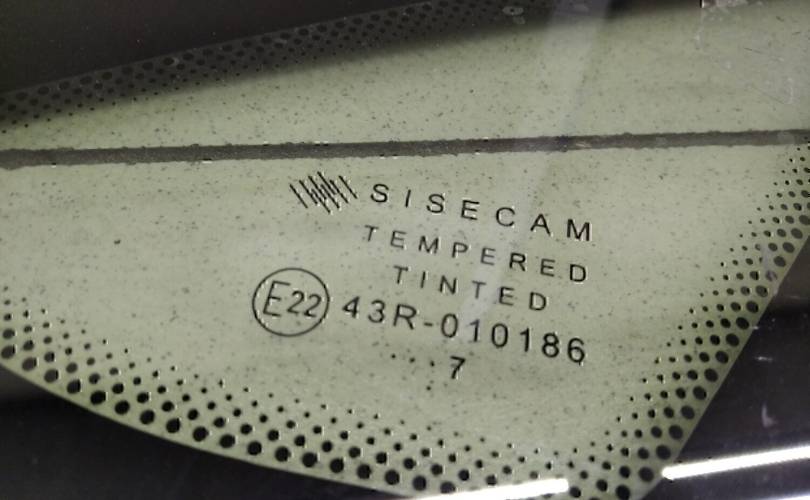 SISECAM
TEMPERED
TINTED
E22 43R-010186
.... 7